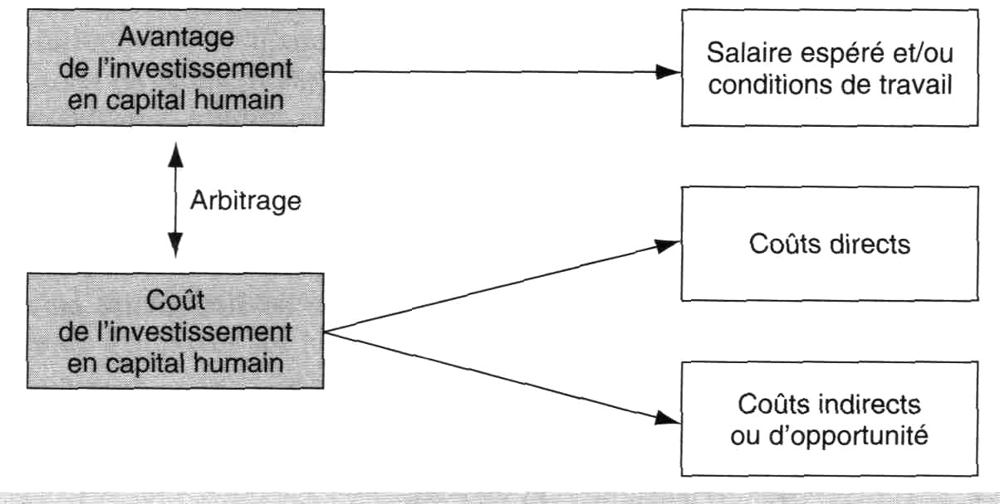 Avantage
de l'investissement
en capital humain
Salaire espéré et/ou
conditions de travail
Arbitrage
Coûts directs
Coût
de l'investissement
en capital humain
Coûts indirects
ou d'opportunité